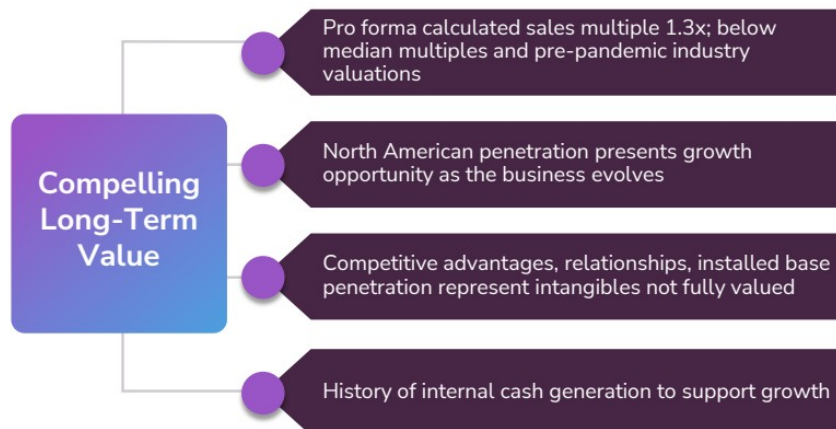 Compelling
Long-Term
Value
Pro forma calculated sales multiple 1.3x; below
median multiples and pre-pandemic industry
valuations
North American penetration presents growth
opportunity as the business evolves
Competitive advantages, relationships, installed base
penetration represent intangibles not fully valued
History of internal cash generation to support growth